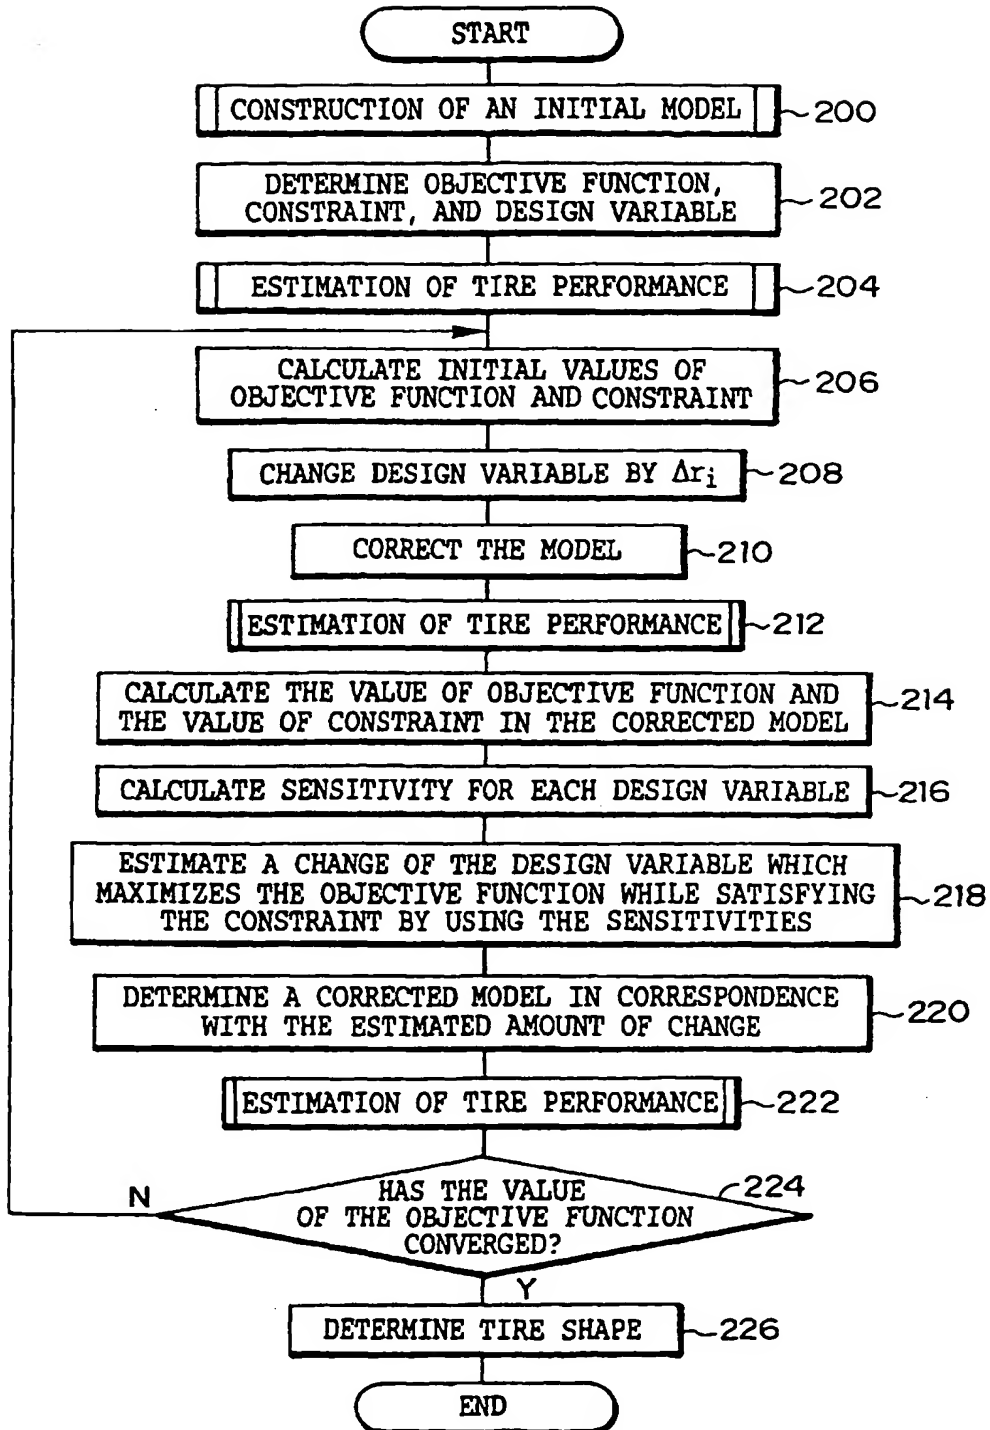 START
CONSTRUCTION OF AN INITIAL MODEL
200
DETERMINE OBJECTIVE FUNCTION,
CONSTRAINT, AND DESIGN VARIABLE
202
ESTIMATION OF TIRE PERFORMANCE
204
CALCULATE INITIAL VALUES OF
OBJECTIVE FUNCTION AND CONSTRAINT
206
CHANGE DESIGN VARIABLE BY Δri
208
CORRECT THE MODEL
210
ESTIMATION OF TIRE PERFORMANCE
212
CALCULATE THE VALUE OF OBJECTIVE FUNCTION AND
THE VALUE OF CONSTRAINT IN THE CORRECTED MODEL
214
CALCULATE SENSITIVITY FOR EACH DESIGN VARIABLE
216
ESTIMATE A CHANGE OF THE DESIGN VARIABLE WHICH
MAXIMIZES THE OBJECTIVE FUNCTION WHILE SATISFYING
THE CONSTRAINT BY USING THE SENSITIVITIES
218
DETERMINE A CORRECTED MODEL IN CORRESPONDENCE
WITH THE ESTIMATED AMOUNT OF CHANGE
220
ESTIMATION OF TIRE PERFORMANCE
222
HAS THE VALUE
OF THE OBJECTIVE FUNCTION
CONVERGED?
224
N
Y
DETERMINE TIRE SHAPE
226
END